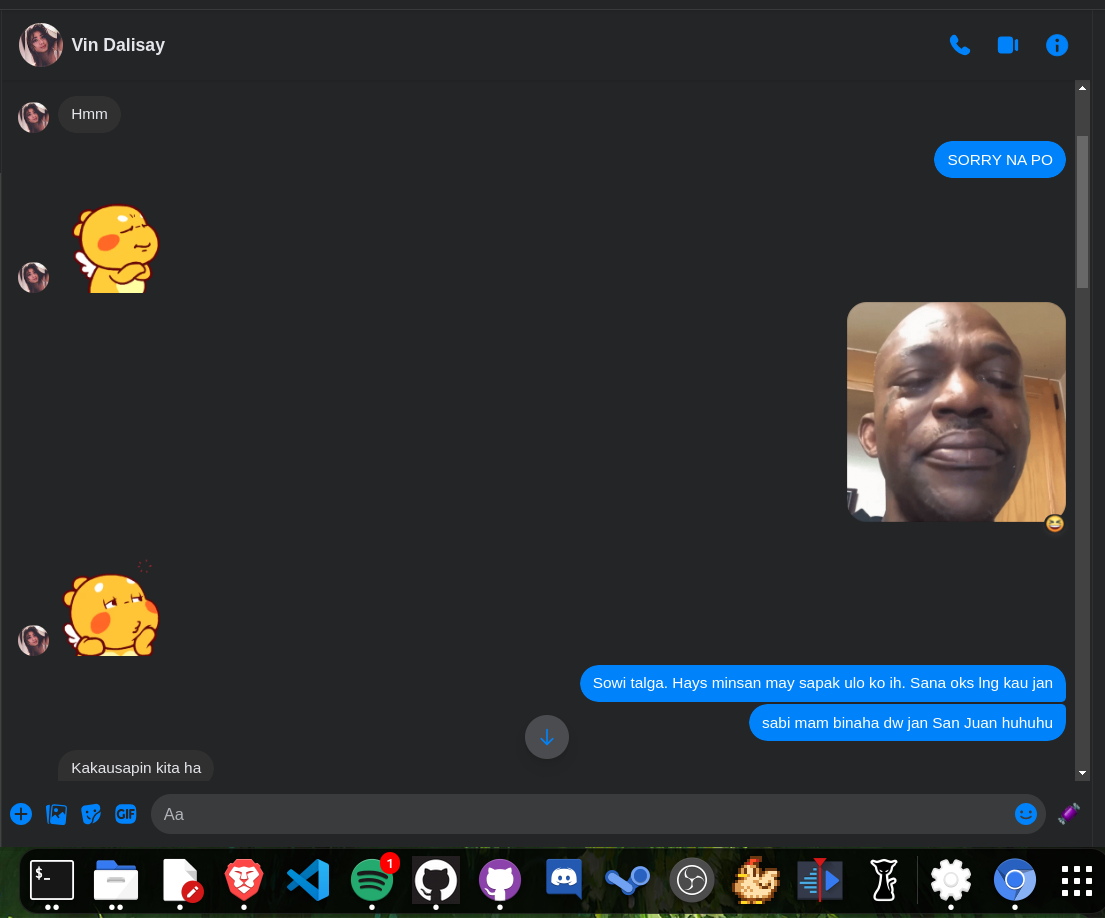 Vin Dalisay
Hmm
SORRY NA PO
Sowi talga. Hays minsan may sapak ulo ko ih. Sana oks lng kau jan
sabi mam binaha dw jan San Juan huhuhu
Kakausapin kita ha
GIF
Aa
$_
1